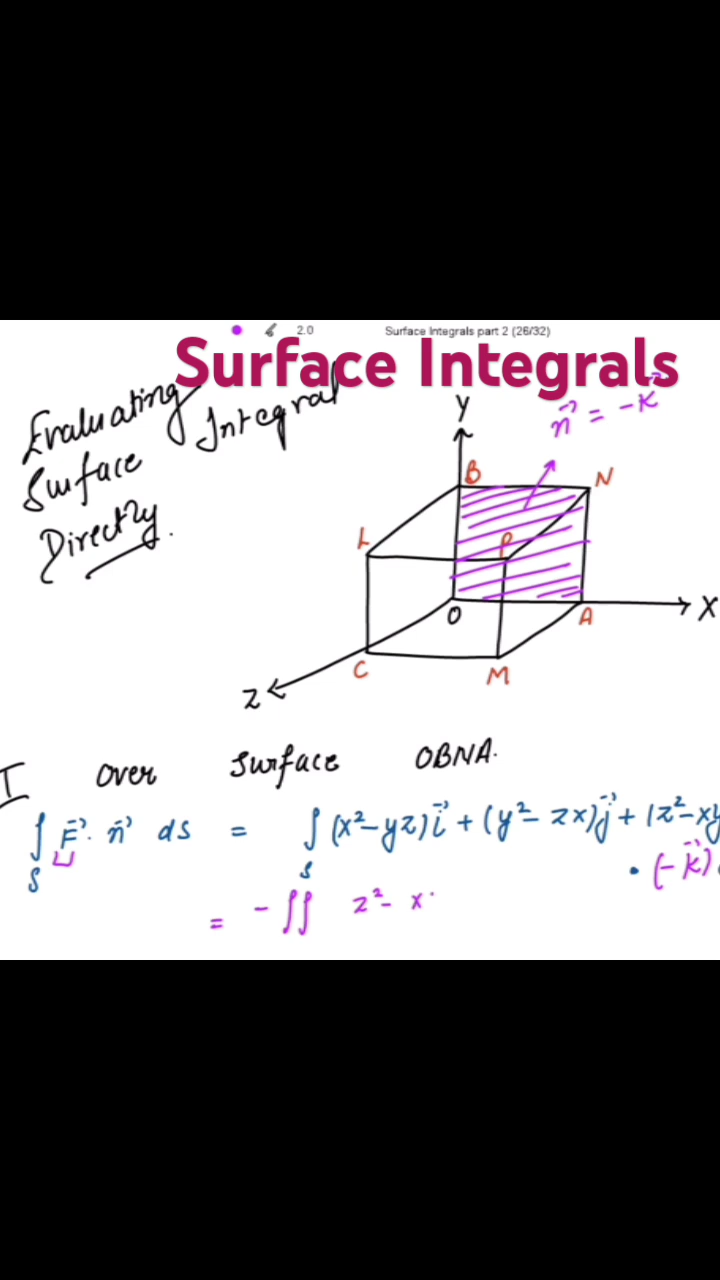 2.0 Surface Integrals part 2 (26/32)
Surface Integrals
Evaluating
Surface Integral
Directly.
Y
n⃗ = -k⃗
B
N
L
P
O
A
X
C
M
Z
I over surface OBNA.
∫ F⃗ · n⃗ ds = ∫ (x²-yz)i⃗ + (y²-zx)j⃗ + (z²-xy
S
S
· (-k⃗)
= -∬ z²- x